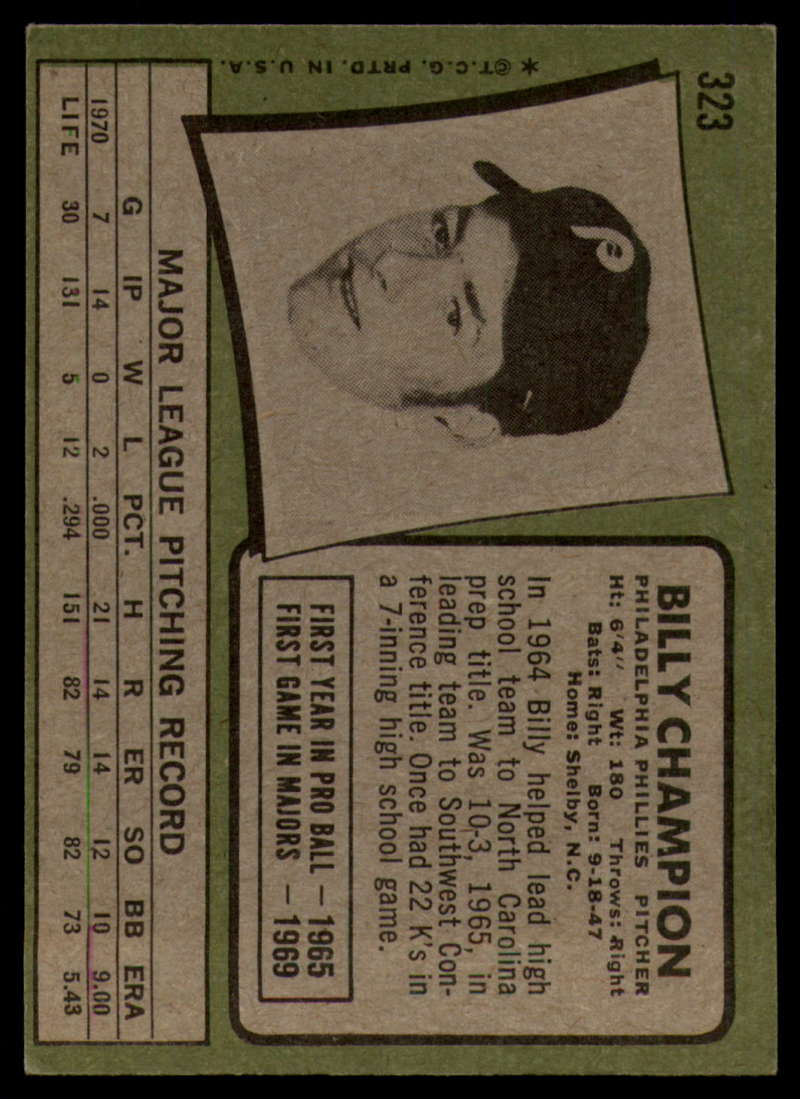 323
BILLY CHAMPION
PHILADELPHIA PHILLIES PITCHER
Ht: 6'4" Wt: 180 Throws: Right
Bats: Right Born: 9-18-47
Home: Shelby, N.C.
In 1964 Billy helped lead high
school team to North Carolina
prep title. Was 10-3, 1965, in
leading team to Southwest Con-
ference title. Once had 22 K's in
a 7-inning high school game.
FIRST YEAR IN PRO BALL — 1965
FIRST GAME IN MAJORS — 1969
P
MAJOR LEAGUE PITCHING RECORD
G IP W L PCT. H R ER SO BB ERA
1970 7 14 0 2 .000 21 14 14 12 10 9.00
LIFE 30 131 5 12 .294 151 82 79 82 73 5.43
* ©T.C.G. PRTD. IN U.S.A.